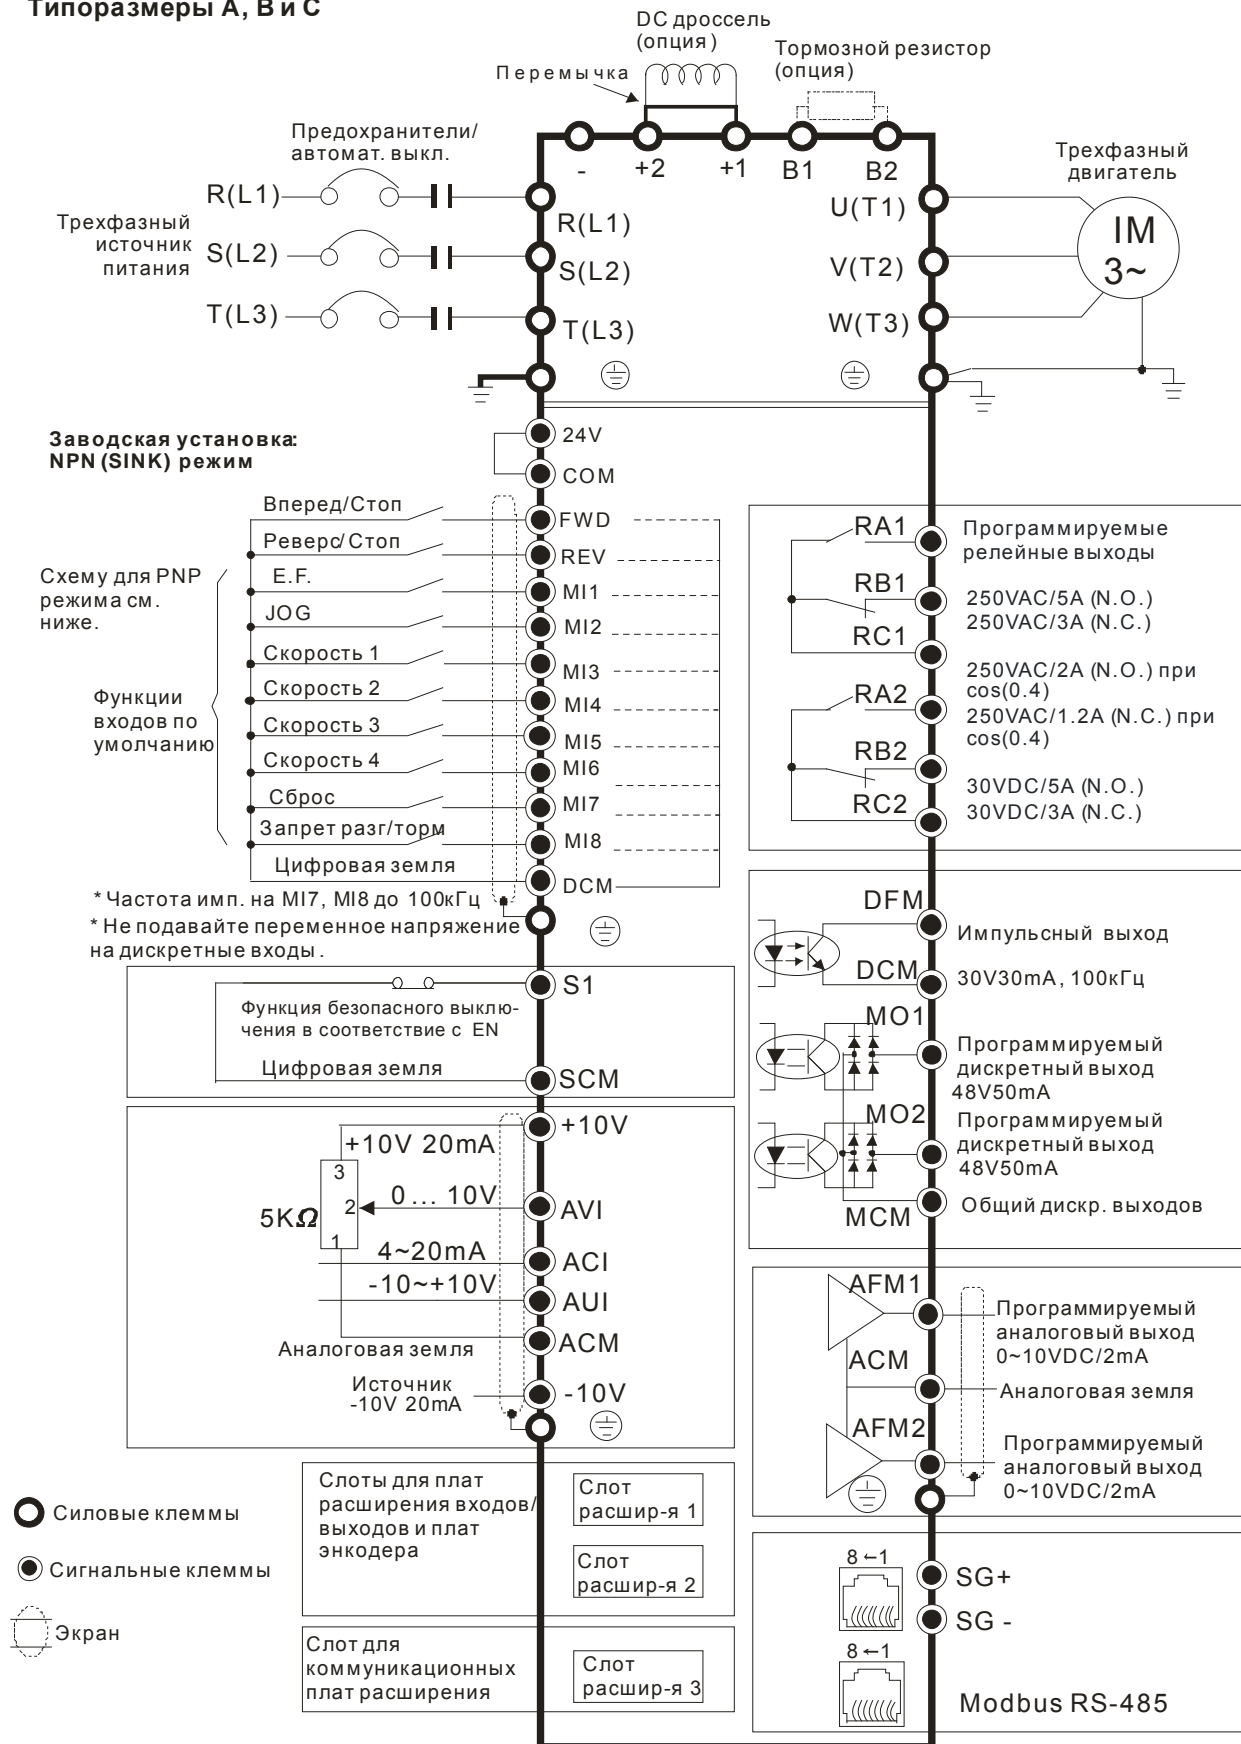 Типоразмеры А, В и С
DC дроссель
(опция)
Перемычка
Тормозной резистор
(опция)
Предохранители/
автомат. выкл.
Трехфазный
двигатель
-
+2
+1
B1
B2
R(L1)
S(L2)
T(L3)
Трехфазный
источник
питания
R(L1)
S(L2)
T(L3)
U(T1)
V(T2)
W(T3)
IM
3~
Заводская установка:
NPN (SINK) режим
24V
COM
Вперед/Стоп
FWD
Реверс/Стоп
REV
E.F.
MI1
JOG
MI2
Скорость 1
MI3
Скорость 2
MI4
Скорость 3
MI5
Скорость 4
MI6
Сброс
MI7
Запрет разг/торм
MI8
Цифровая земля
DCM
Схему для PNP
режима см.
ниже.
Функции
входов по
умолчанию
* Частота имп. на MI7, MI8 до 100кГц
* Не подавайте переменное напряжение
на дискретные входы.
RA1
RB1
RC1
RA2
RB2
RC2
Программируемые
релейные выходы
250VAC/5A (N.O.)
250VAC/3A (N.C.)
250VAC/2A (N.O.) при
cos(0.4)
250VAC/1.2A (N.C.) при
cos(0.4)
30VDC/5A (N.O.)
30VDC/3A (N.C.)
S1
Функция безопасного выклю-
чения в соответствие с EN
Цифровая земля
SCM
DFM
DCM
Импульсный выход
30V30mA, 100кГц
MO1
Программируемый
дискретный выход
48V50mA
MO2
Программируемый
дискретный выход
48V50mA
MCM
Общий дискр. выходов
+10V
+10V 20mA
3
2
1
5KΩ
0 ... 10V
AVI
4~20mA
ACI
-10~+10V
AUI
Аналоговая земля
ACM
Источник
-10V 20mA
-10V
AFM1
ACM
AFM2
Программируемый
аналоговый выход
0~10VDC/2mA
Аналоговая земля
Программируемый
аналоговый выход
0~10VDC/2mA
Слоты для плат
расширения входов/
выходов и плат
энкодера
Слот
расшир-я 1
Слот
расшир-я 2
Слот для
коммуникационных
плат расширения
Слот
расшир-я 3
Силовые клеммы
Сигнальные клеммы
Экран
8←1
SG+
SG -
8←1
Modbus RS-485